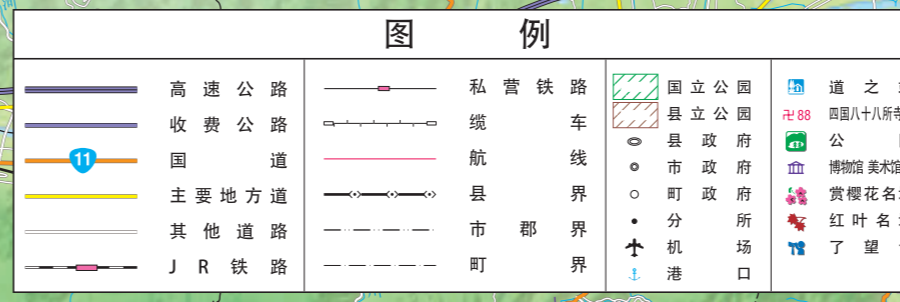 图 例
高速公路
收费公路
11 国道
主要地方道
其他道路
JR铁路
私营铁路
缆车
航线
县界
市郡界
町界
国立公园
县立公园
县政府
市政府
町政府
分所
机场
港口
道之
卍88 四国八十八所寺
公
博物馆 美术馆
赏樱花名
红叶名
了望